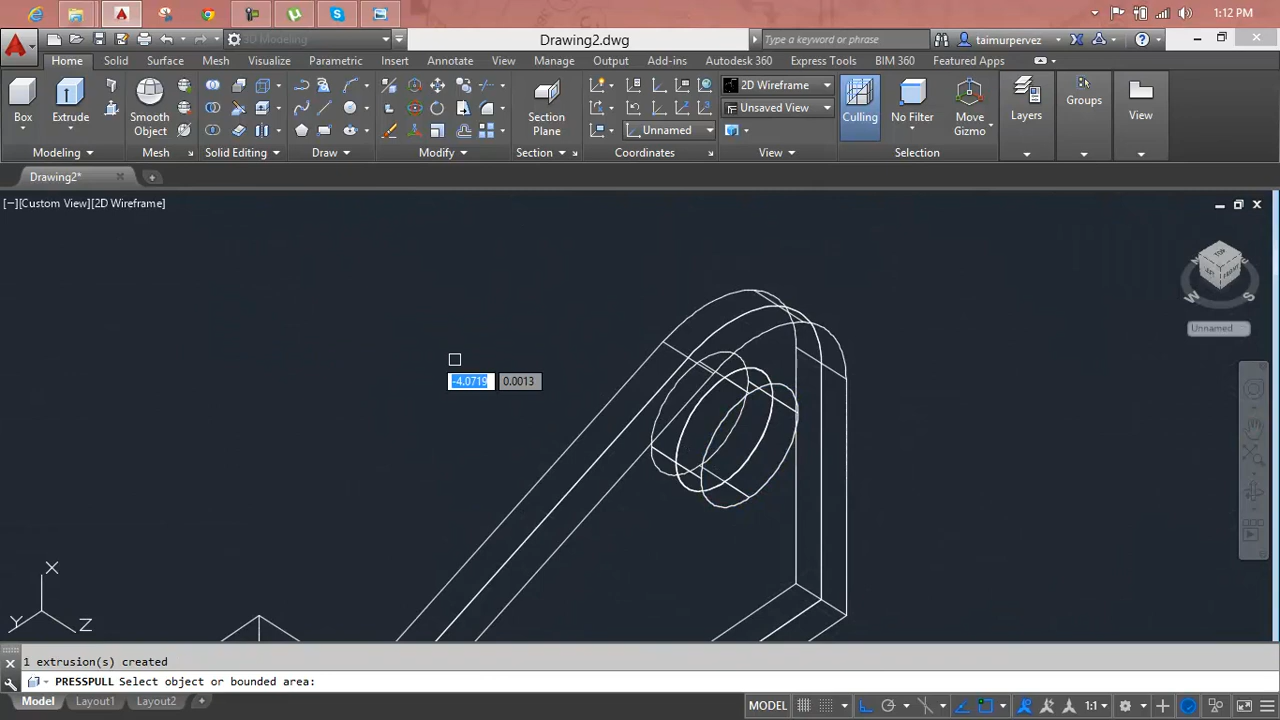 1:12 PM
3D Modeling
Drawing2.dwg
Type a keyword or phrase
taimurpervez
Home Solid Surface Mesh Visualize Parametric Insert Annotate View Manage Output Add-ins Autodesk 360 Express Tools BIM 360 Featured Apps
2D Wireframe
Unsaved View
Unnamed
Box Extrude Smooth Object Section Plane Culling No Filter Move Gizmo Layers Groups View
Modeling Mesh Solid Editing Draw Modify Section Coordinates View Selection
Drawing2*
[−][Custom View][2D Wireframe]
TOP
W S
Unnamed
-4.0719 0.0013
X
Y Z
1 extrusion(s) created
PRESSPULL Select object or bounded area:
Model Layout1 Layout2
MODEL 1:1